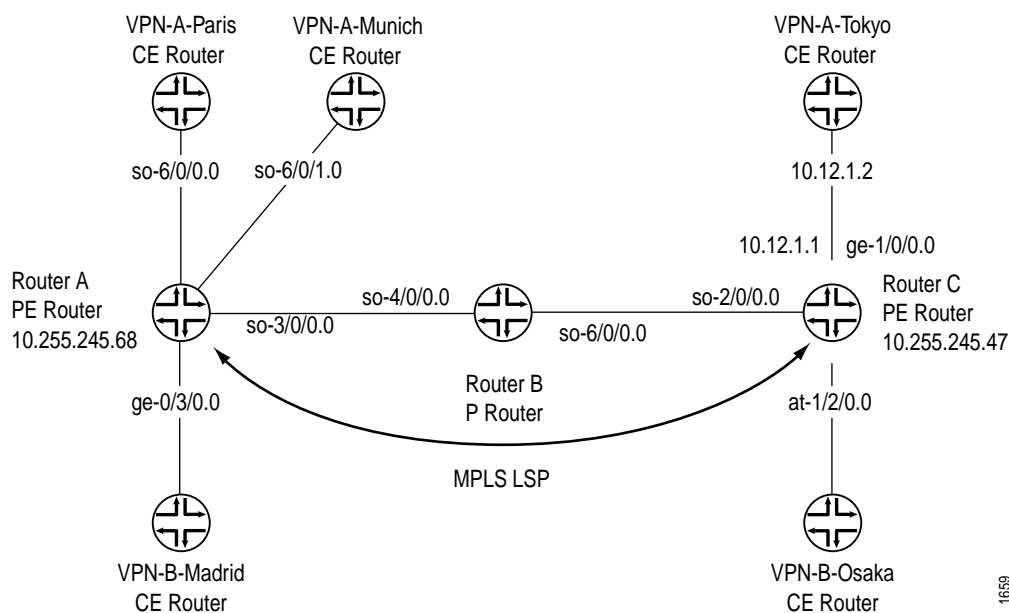 VPN-A-Paris
CE Router
VPN-A-Munich
CE Router
VPN-A-Tokyo
CE Router
so-6/0/0.0
so-6/0/1.0
10.12.1.2
10.12.1.1
ge-1/0/0.0
Router A
PE Router
10.255.245.68
so-4/0/0.0
so-3/0/0.0
so-2/0/0.0
so-6/0/0.0
Router C
PE Router
10.255.245.47
Router B
P Router
ge-0/3/0.0
at-1/2/0.0
MPLS LSP
VPN-B-Madrid
CE Router
VPN-B-Osaka
CE Router
1659